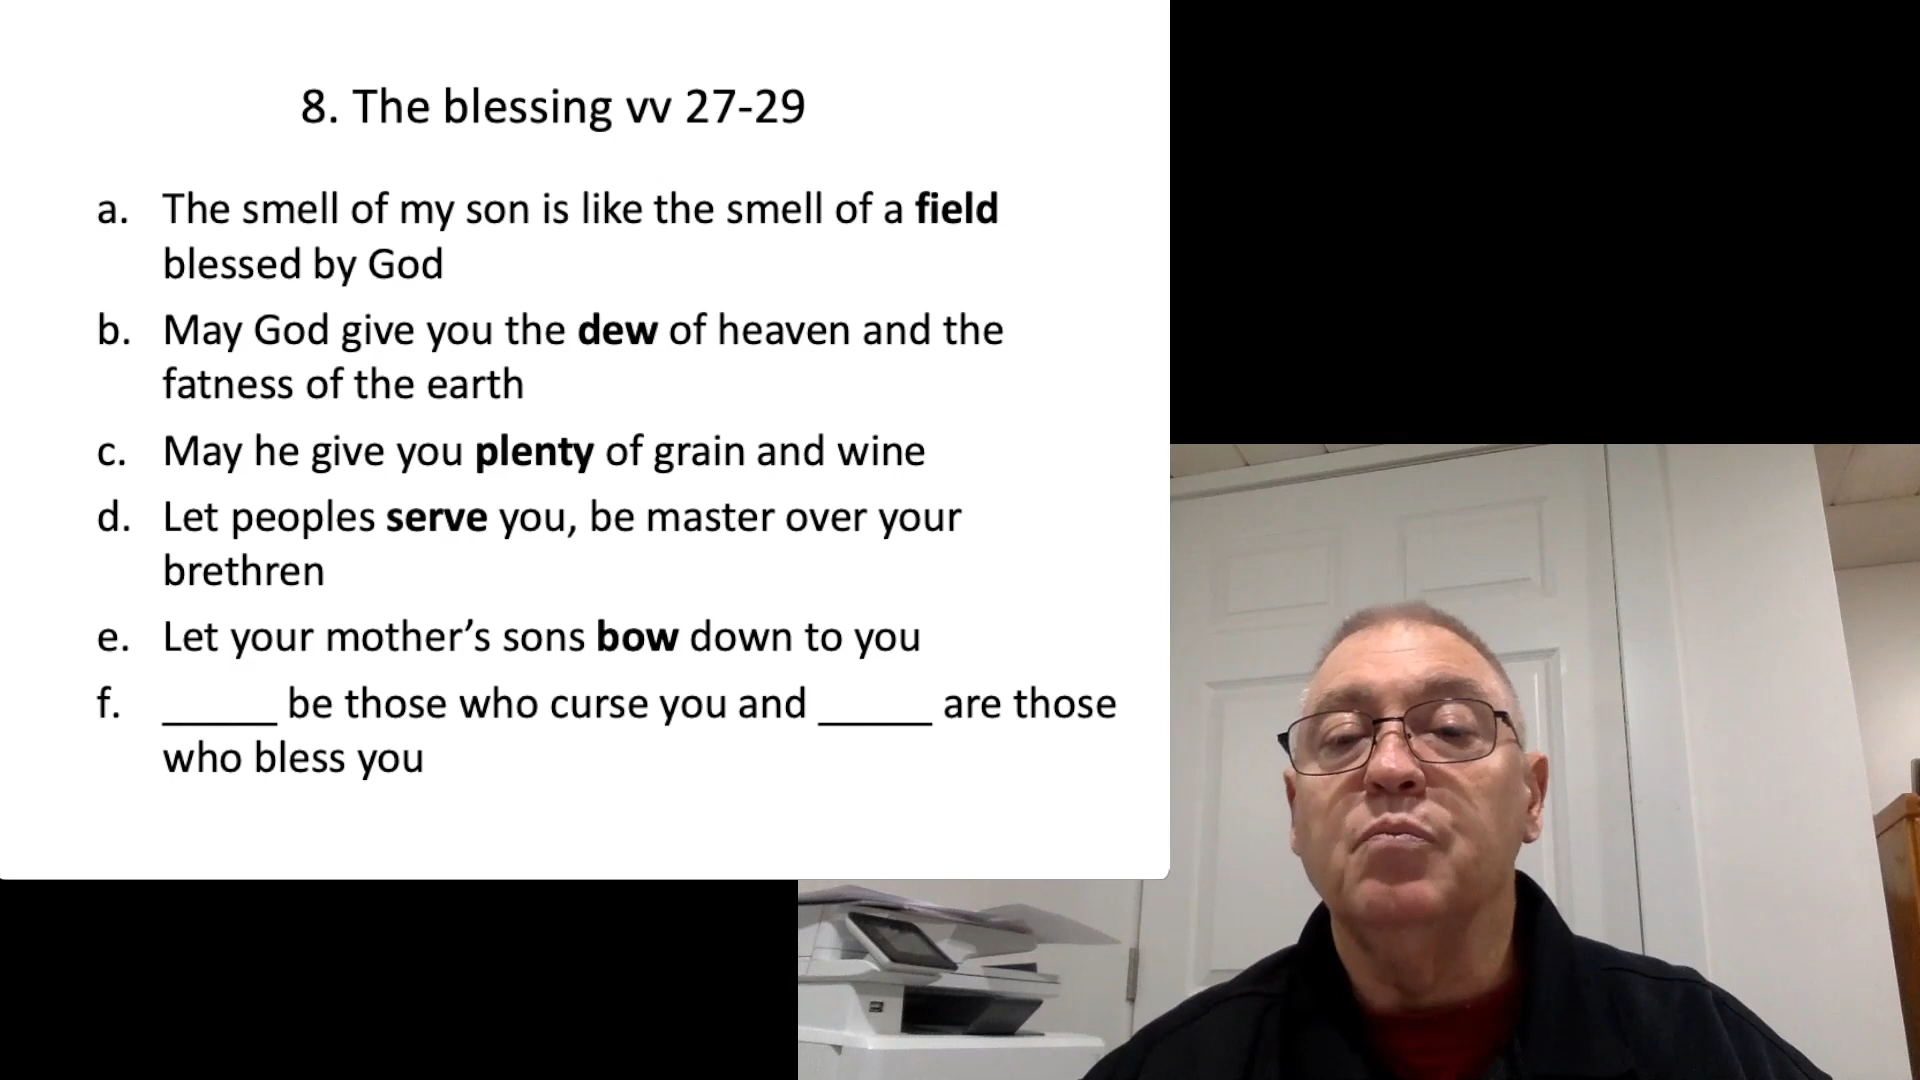 8. The blessing vv 27-29
a. The smell of my son is like the smell of a field
blessed by God
b. May God give you the dew of heaven and the
fatness of the earth
c. May he give you plenty of grain and wine
d. Let peoples serve you, be master over your
brethren
e. Let your mother’s sons bow down to you
f. _____ be those who curse you and _____ are those
who bless you